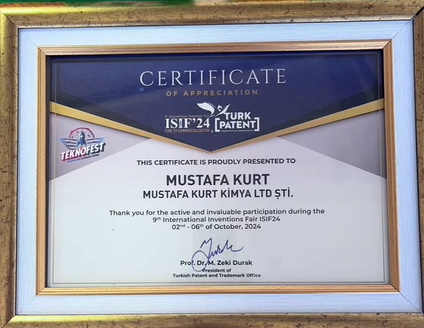 CERTIFICATE
OF APPRECIATION
ISIF'24
TURK
PATENT
TEKNOFEST
THIS CERTIFICATE IS PROUDLY PRESENTED TO
MUSTAFA KURT
MUSTAFA KURT KİMYA LTD ŞTİ.
Thank you for the active and invaluable participation during the
9th International Inventions Fair ISIF24
02nd - 06th of October, 2024
Prof. Dr. M. Zeki Durak
President of
Turkish Patent and Trademark Office